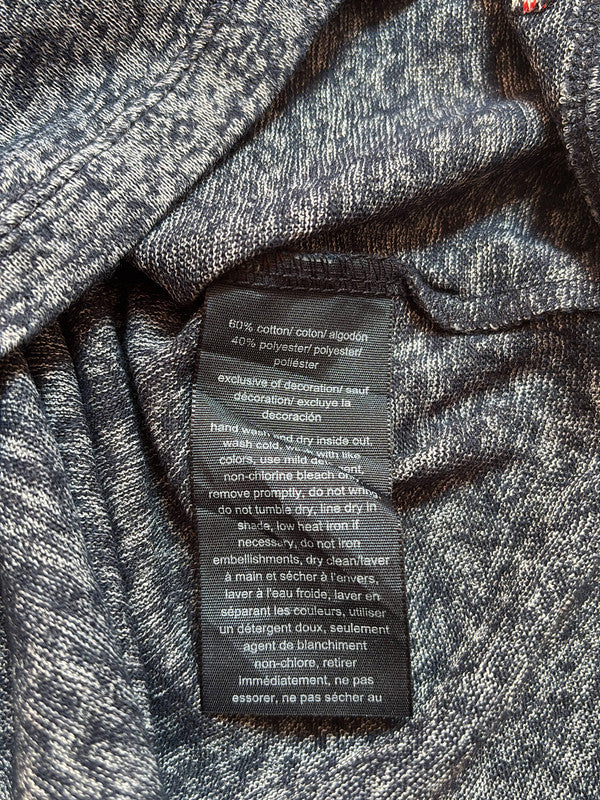 60% cotton/ coton/ algodón
40% polyester/ polyester/
poliéster
exclusive of decoration/ sauf
décoration/ excluye la
decoración
hand wash and dry inside out,
wash cold, with like
colors, use mild
non-chlorine bleach
remove promptly, do not
do not tumble dry, line dry in
shade, low heat iron if
necessary, do not iron
embellishments, dry clean/laver
à main et sécher à l'envers,
laver à l'eau froide, laver en
séparant les couleurs, utiliser
un détergent doux, seulement
agent de blanchiment
non-chlore, retirer
immédiatement, ne pas
essorer, ne pas sécher au